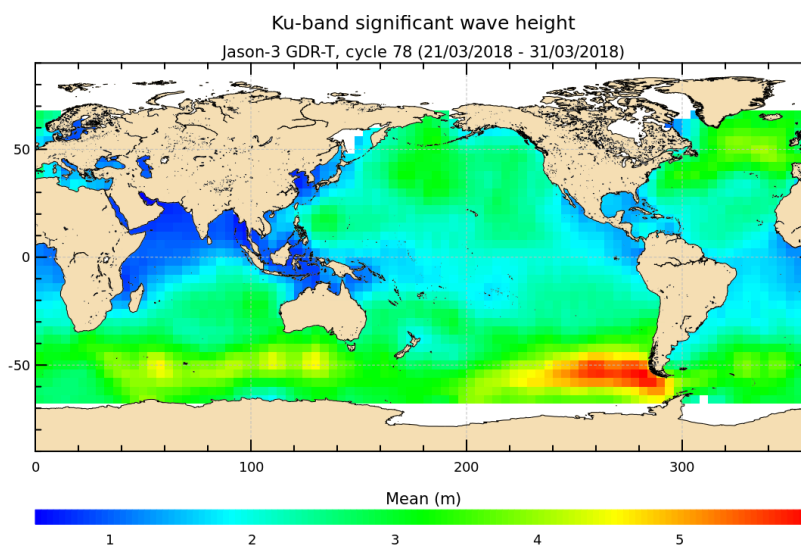 Ku-band significant wave height
Jason-3 GDR-T, cycle 78 (21/03/2018 - 31/03/2018)
50
0
-50
0 100 200 300
Mean (m)
1 2 3 4 5